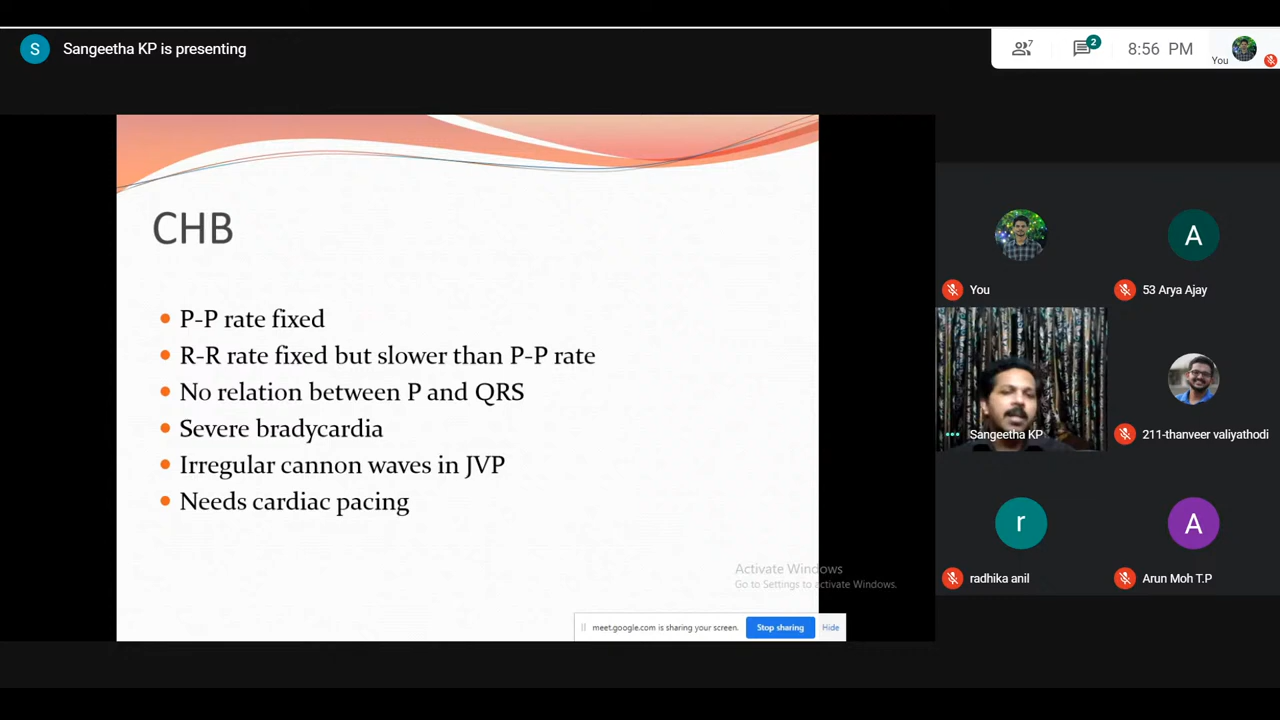 S
Sangeetha KP is presenting
7
2
8:56 PM
You
CHB
P-P rate fixed
R-R rate fixed but slower than P-P rate
No relation between P and QRS
Severe bradycardia
Irregular cannon waves in JVP
Needs cardiac pacing
Activate Windows
Go to Settings to activate Windows.
meet.google.com is sharing your screen.
Stop sharing
Hide
You
A
53 Arya Ajay
Sangeetha KP
211-thanveer valiyathodi
r
radhika anil
A
Arun Moh T.P